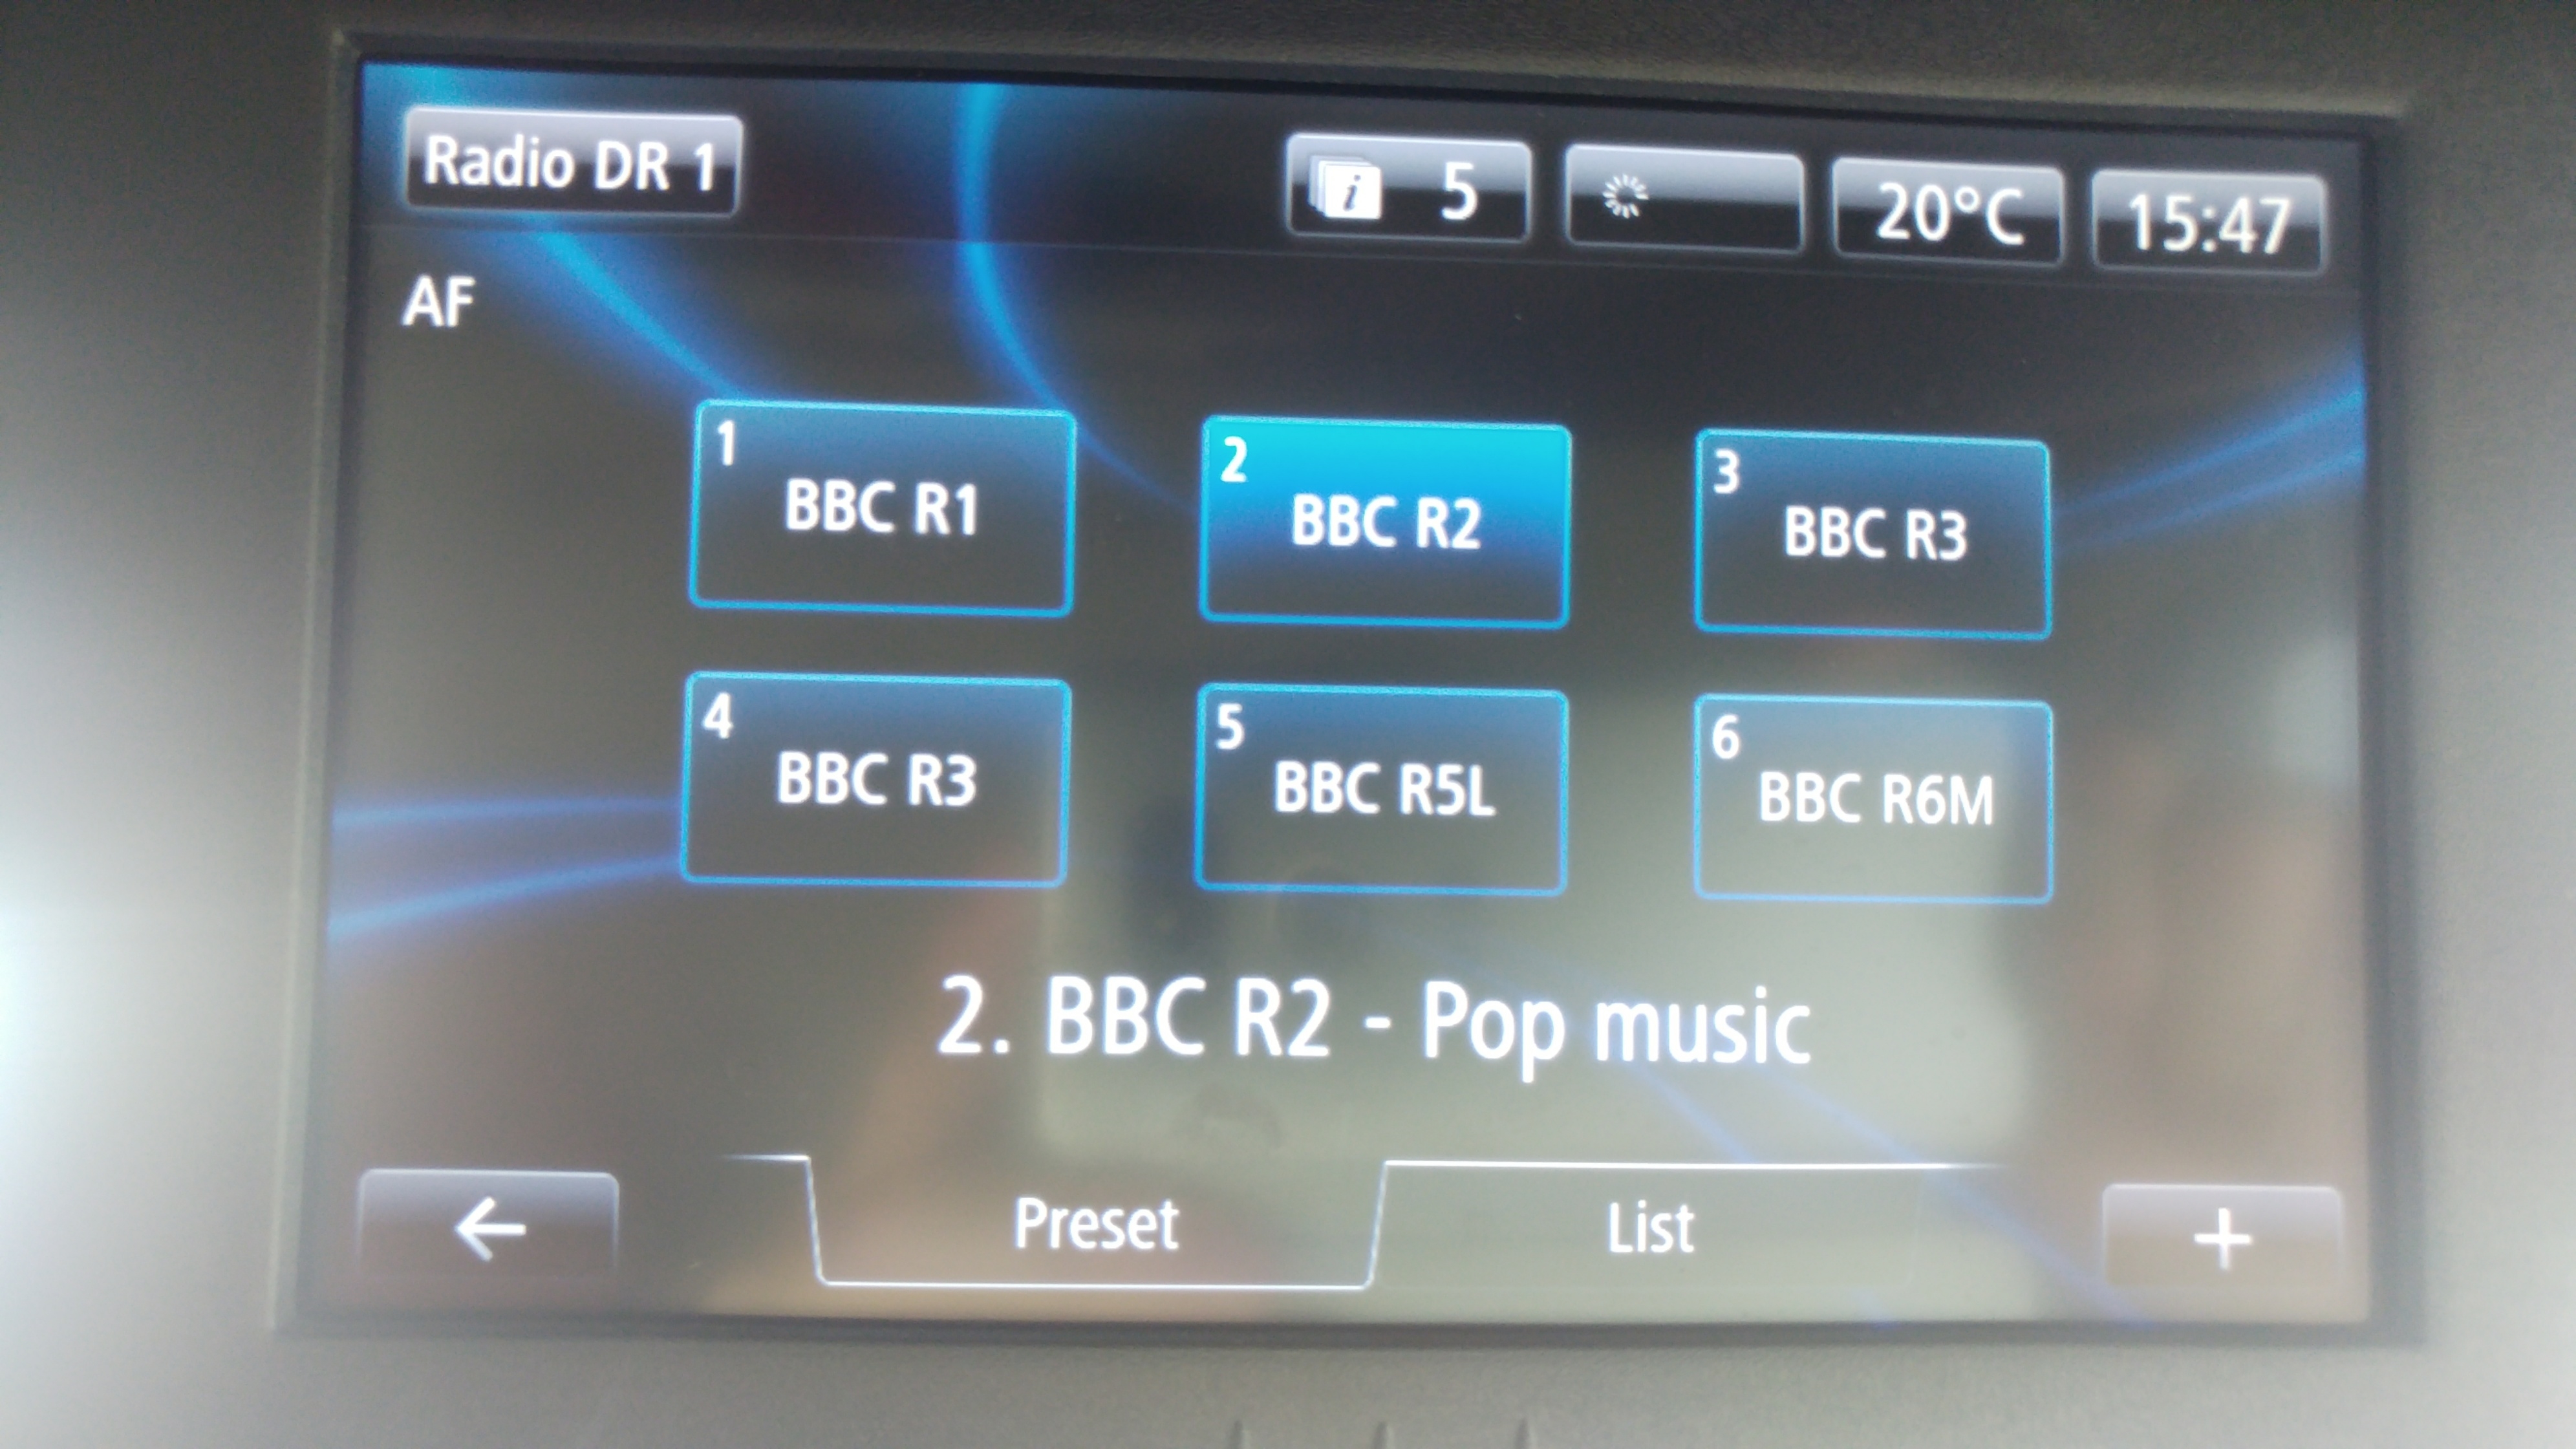 Radio DR 1
i 5
20°C
15:47
AF
1
BBC R1
2
BBC R2
3
BBC R3
4
BBC R3
5
BBC R5L
6
BBC R6M
2. BBC R2 - Pop music
Preset
List